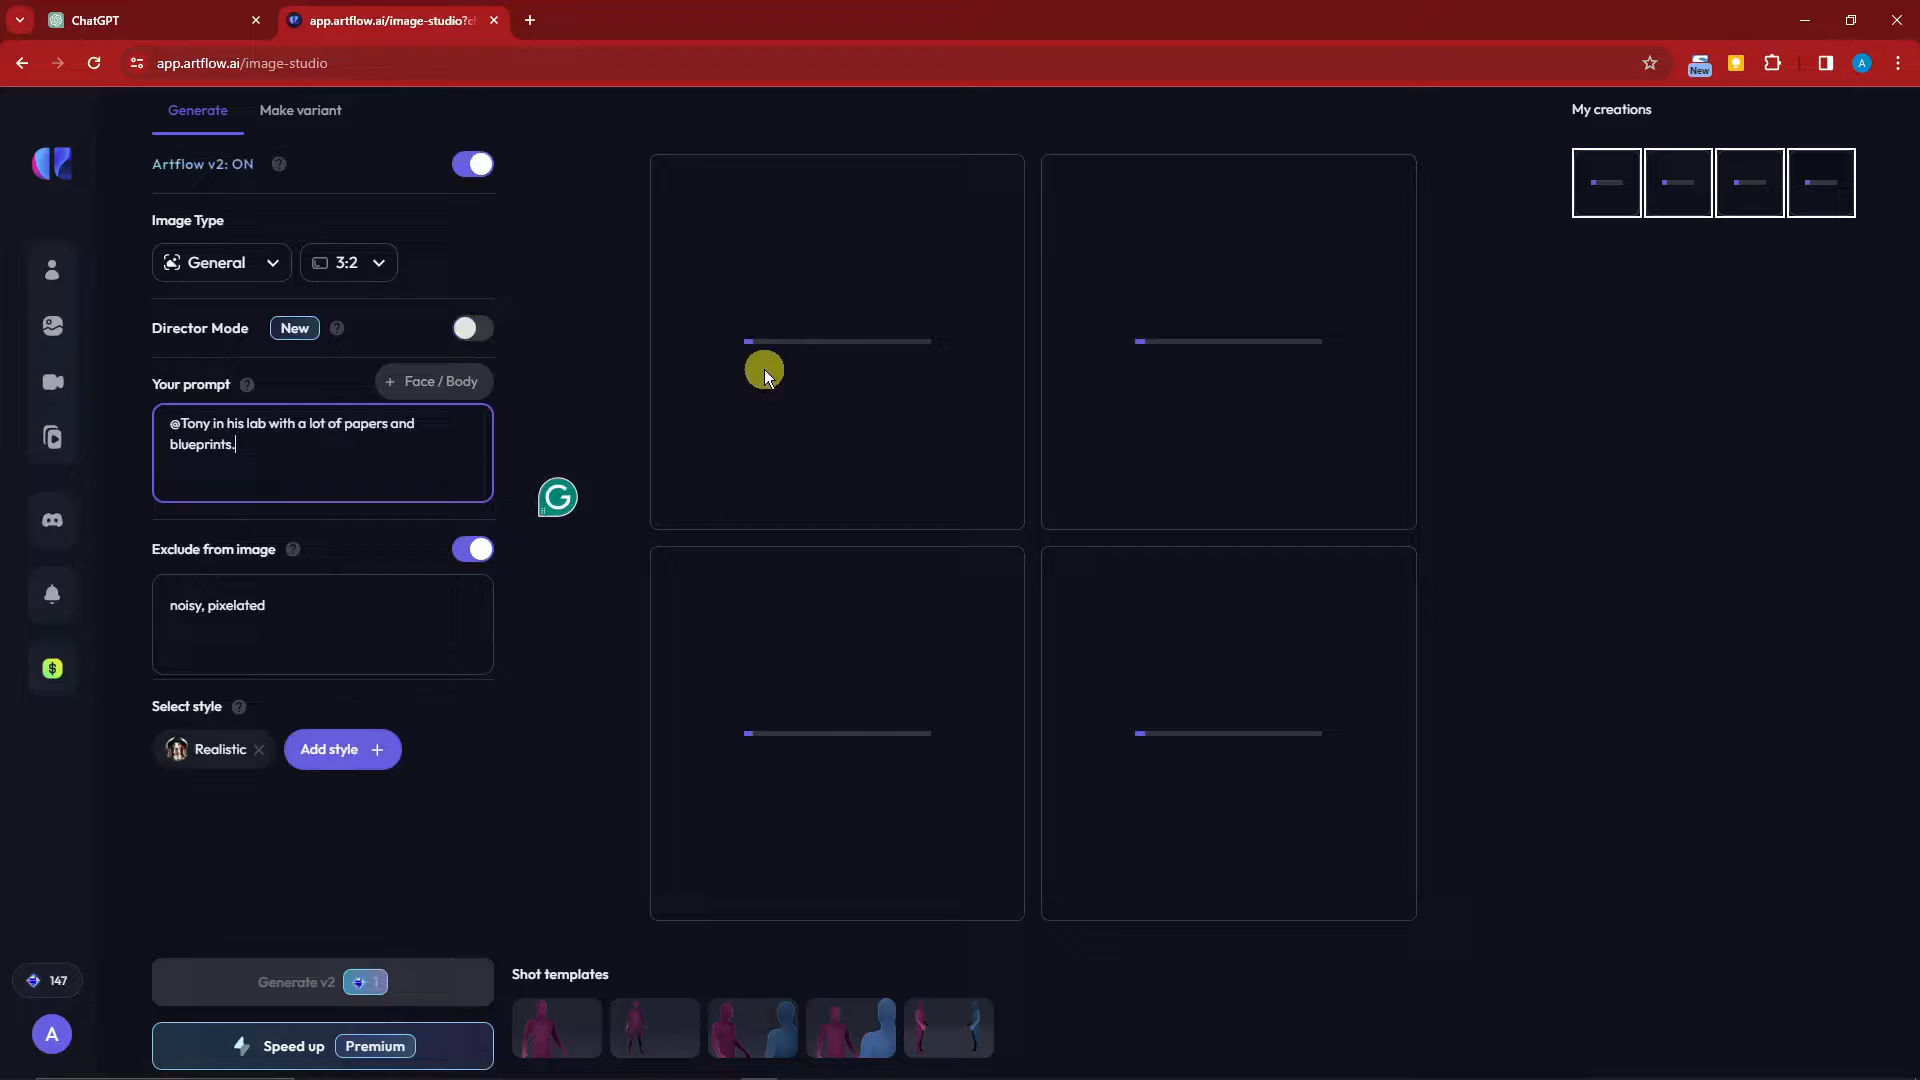 ChatGPT
app.artflow.ai/image-studio?c
app.artflow.ai/image-studio
New
A
Generate
Make variant
My creations
Artflow v2: ON
Image Type
General
3:2
Director Mode
New
Your prompt
+ Face / Body
@Tony in his lab with a lot of papers and
blueprints.
G
Exclude from image
noisy, pixelated
$
Select style
Realistic
Add style +
Shot templates
147
Generate v2
1
A
Speed up
Premium